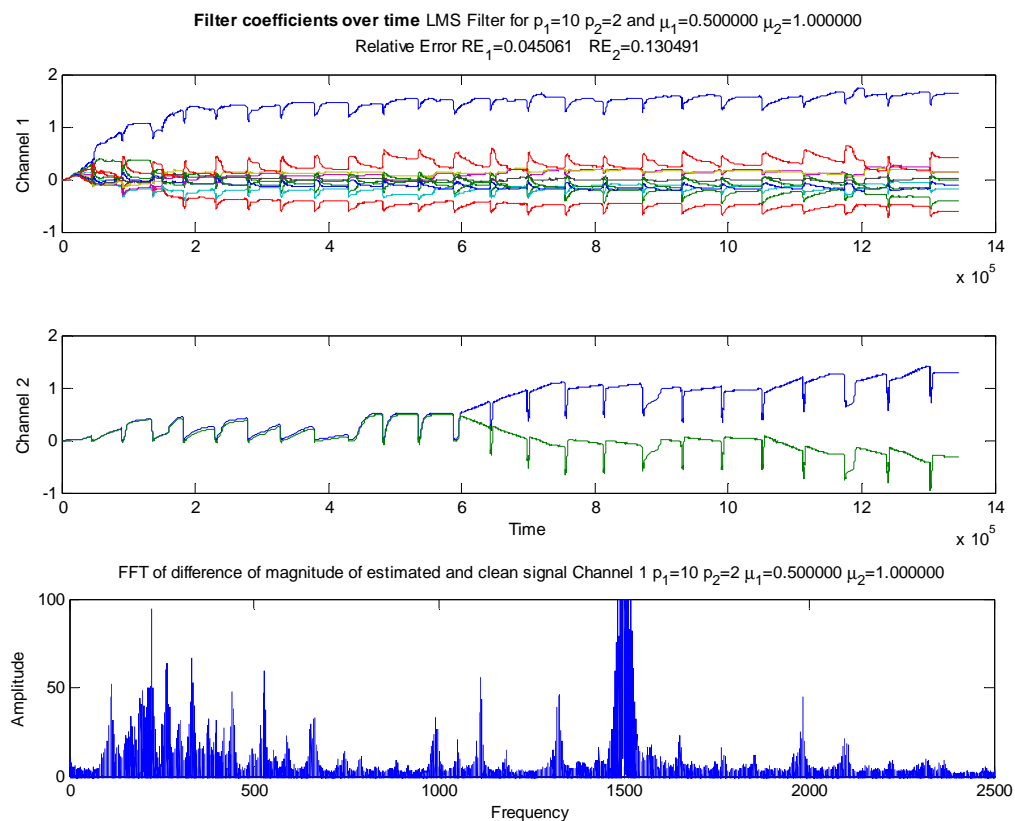 Filter coefficients over time LMS Filter for p1=10 p2=2 and μ1=0.500000 μ2=1.000000
Relative Error RE1=0.045061 RE2=0.130491
2
1
0
-1
Channel 1
0 2 4 6 8 10 12 14
x 10^5
2
1
0
-1
Channel 2
0 2 4 6 8 10 12 14
Time
x 10^5
FFT of difference of magnitude of estimated and clean signal Channel 1 p1=10 p2=2 μ1=0.500000 μ2=1.000000
100
50
0
Amplitude
0 500 1000 1500 2000 2500
Frequency